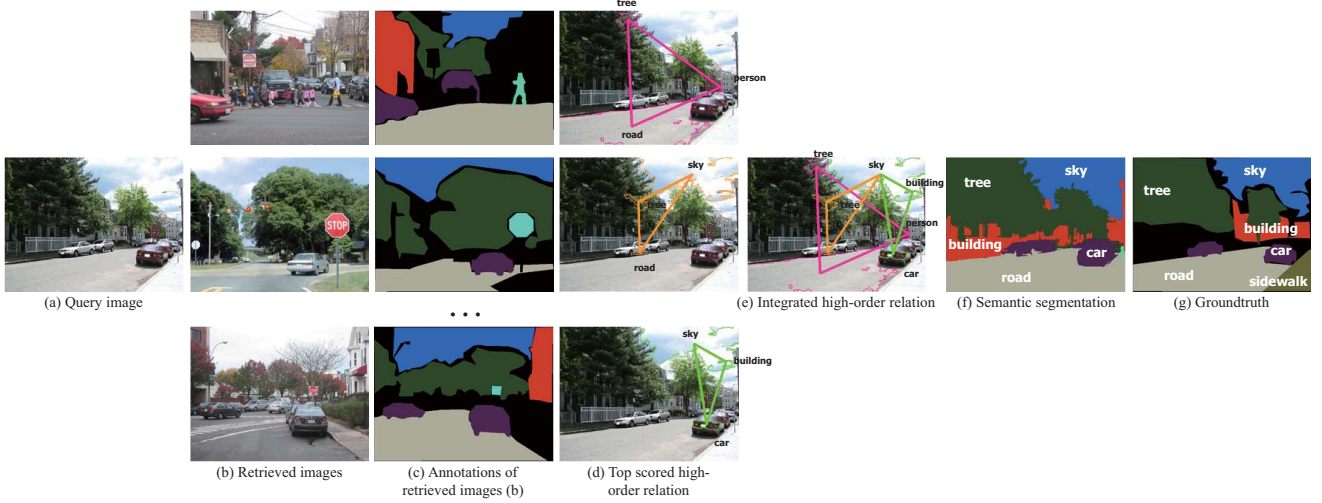 tree
person
road
sky
tree
road
tree
sky
building
tree
person
car
tree
sky
building
car
road
tree
sky
building
car
road
sidewalk
STOP
(a) Query image
(e) Integrated high-order relation
(f) Semantic segmentation
(g) Groundtruth
• • •
sky
building
car
(b) Retrieved images
(c) Annotations of
retrieved images (b)
(d) Top scored high-
order relation